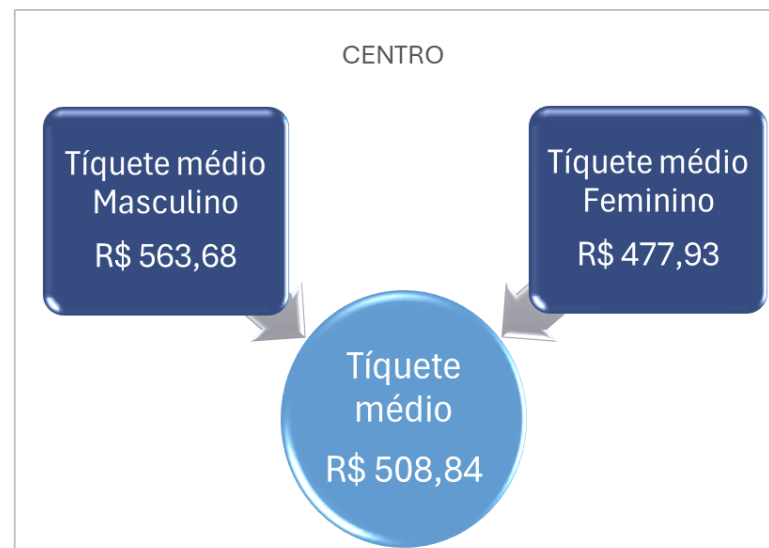 CENTRO
Tíquete médio
Masculino
R$ 563,68
Tíquete médio
Feminino
R$ 477,93
Tíquete
médio
R$ 508,84